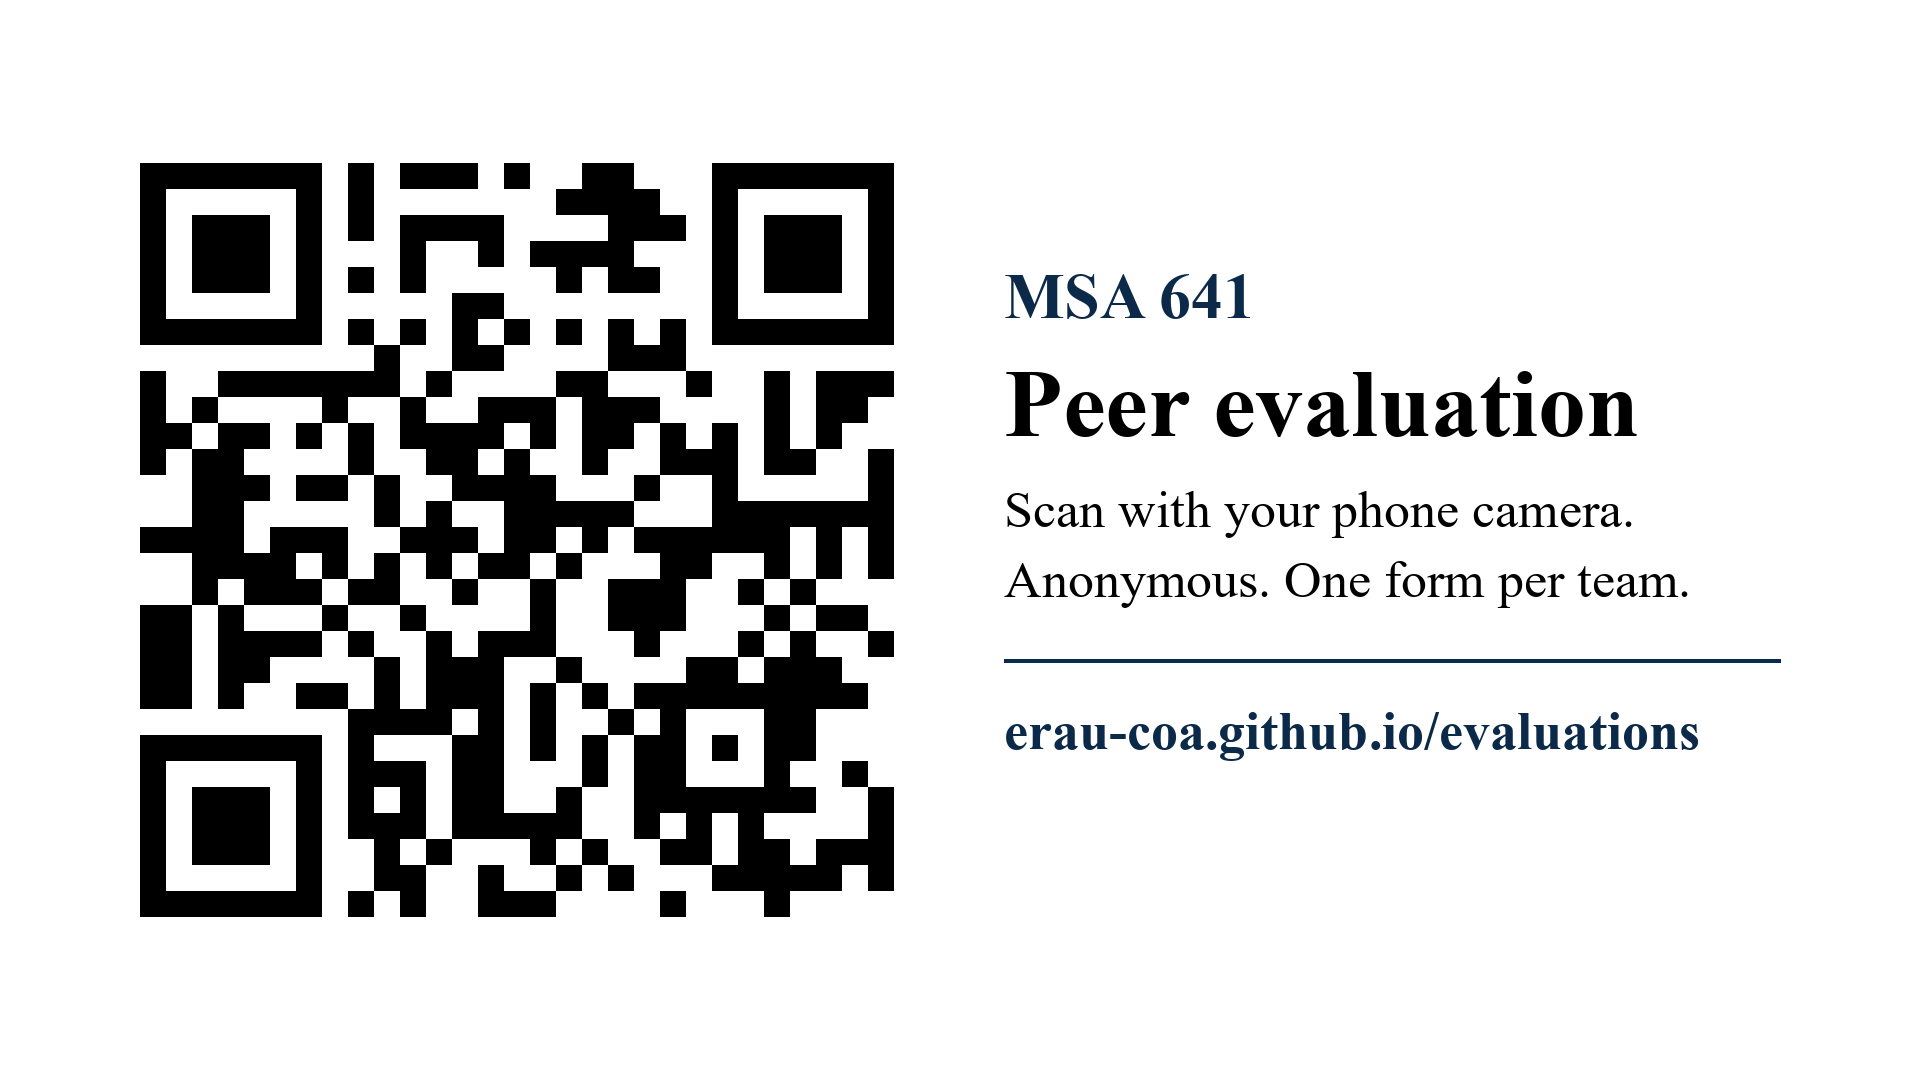 MSA 641
Peer evaluation
Scan with your phone camera.
Anonymous. One form per team.
erau-coa.github.io/evaluations